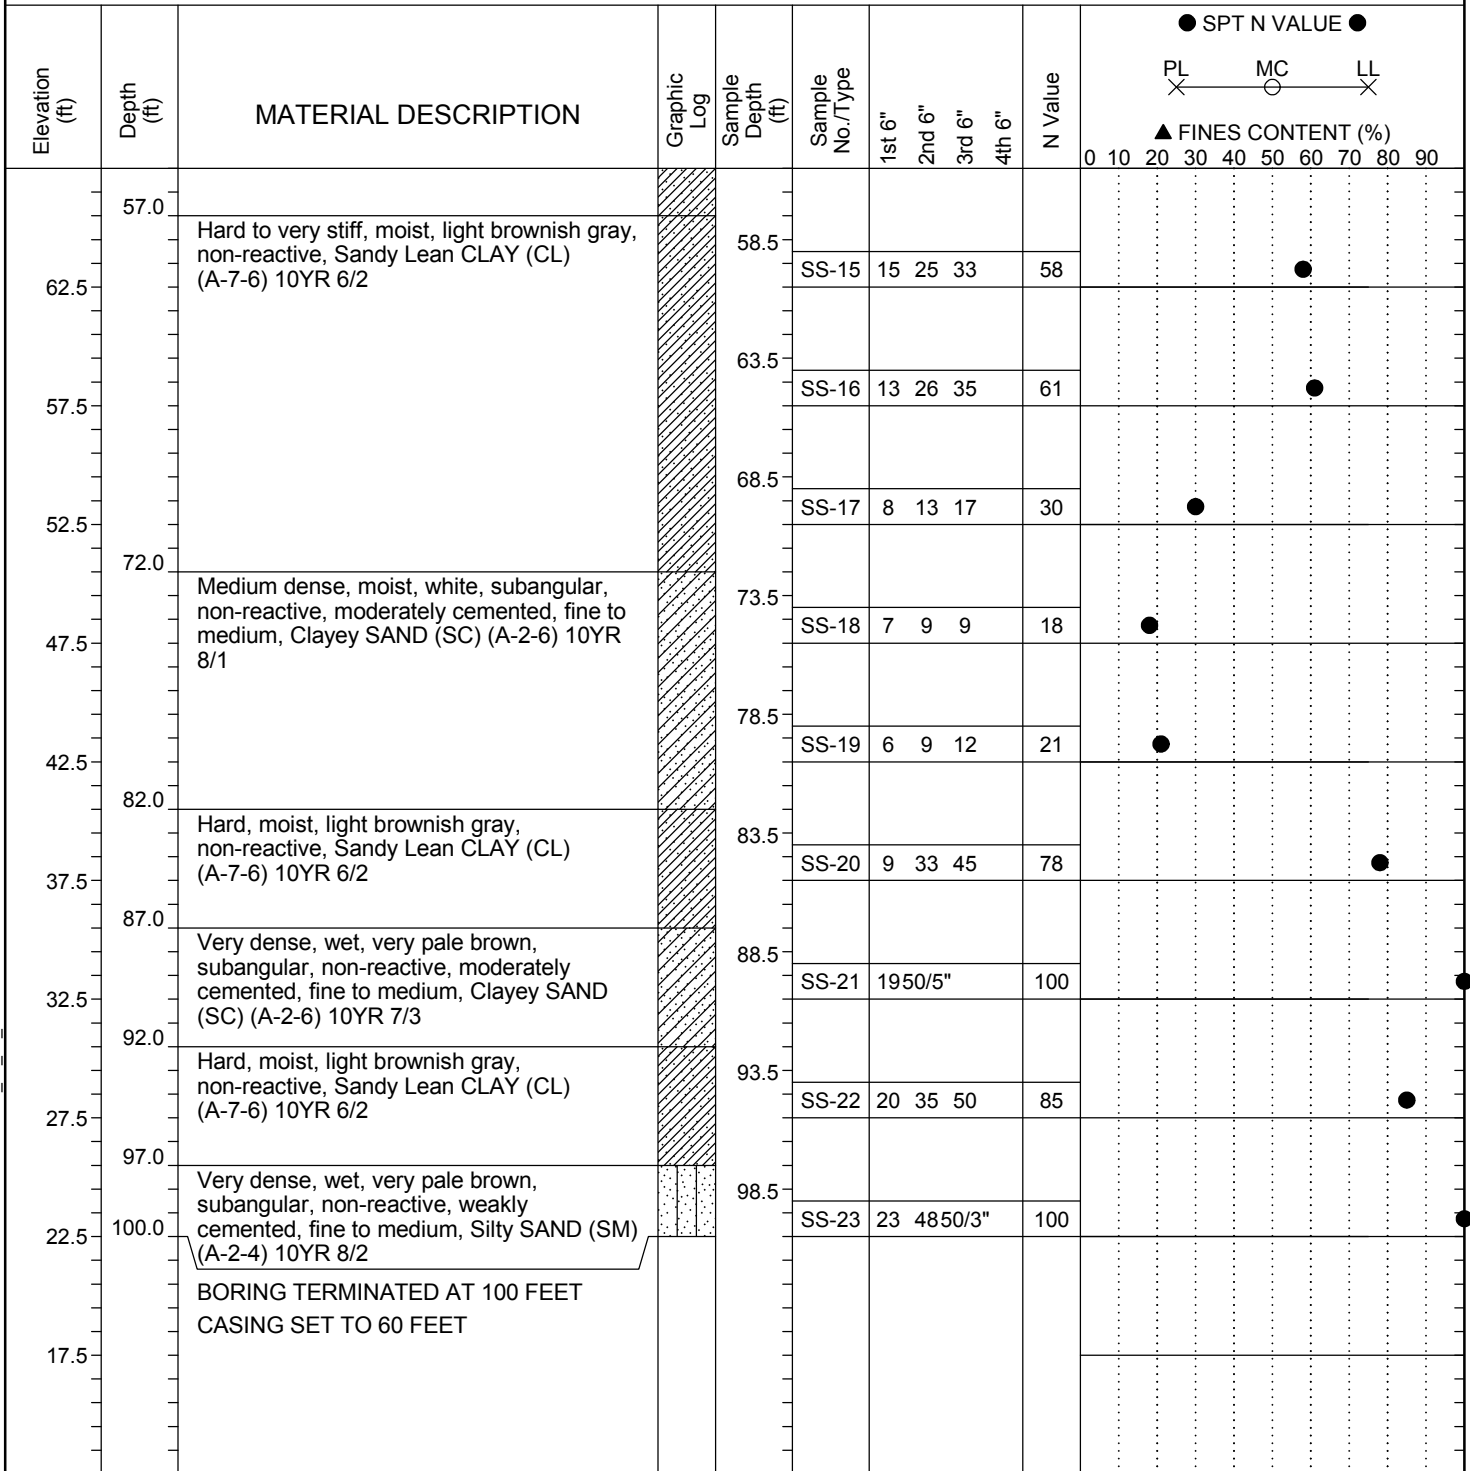 Elevation
(ft)
Depth
(ft)
MATERIAL DESCRIPTION
Graphic
Log
Sample
Depth
(ft)
Sample
No./Type
1st 6"
2nd 6"
3rd 6"
4th 6"
N Value
● SPT N VALUE ●
PL MC LL
▲ FINES CONTENT (%)
0 10 20 30 40 50 60 70 80 90
57.0
Hard to very stiff, moist, light brownish gray,
non-reactive, Sandy Lean CLAY (CL)
(A-7-6) 10YR 6/2
58.5
SS-15 15 25 33 58
62.5
63.5
SS-16 13 26 35 61
57.5
68.5
SS-17 8 13 17 30
52.5
72.0
Medium dense, moist, white, subangular,
non-reactive, moderately cemented, fine to
medium, Clayey SAND (SC) (A-2-6) 10YR
8/1
73.5
SS-18 7 9 9 18
47.5
78.5
SS-19 6 9 12 21
42.5
82.0
Hard, moist, light brownish gray,
non-reactive, Sandy Lean CLAY (CL)
(A-7-6) 10YR 6/2
83.5
SS-20 9 33 45 78
37.5
87.0
Very dense, wet, very pale brown,
subangular, non-reactive, moderately
cemented, fine to medium, Clayey SAND
(SC) (A-2-6) 10YR 7/3
88.5
SS-21 19 50/5" 100
32.5
92.0
Hard, moist, light brownish gray,
non-reactive, Sandy Lean CLAY (CL)
(A-7-6) 10YR 6/2
93.5
SS-22 20 35 50 85
27.5
97.0
Very dense, wet, very pale brown,
subangular, non-reactive, weakly
cemented, fine to medium, Silty SAND (SM)
(A-2-4) 10YR 8/2
98.5
SS-23 23 48 50/3" 100
22.5
100.0
BORING TERMINATED AT 100 FEET
CASING SET TO 60 FEET
17.5